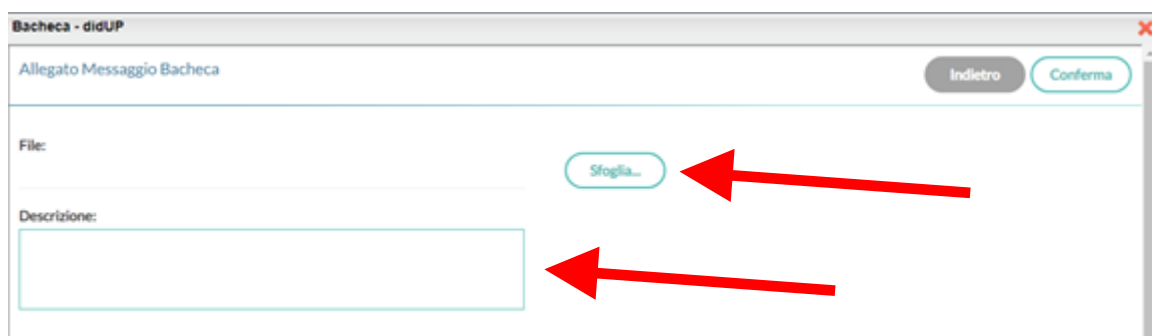 Bacheca - didUP
Allegato Messaggio Bacheca
Indietro
Conferma
File:
Sfoglia...
Descrizione: